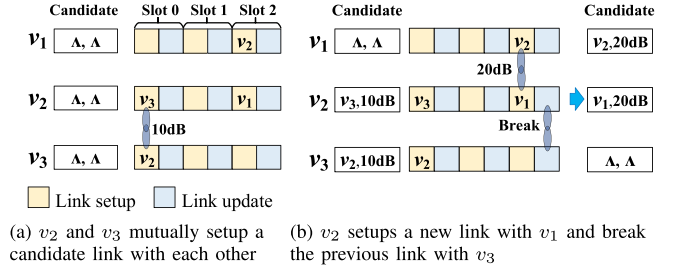 Candidate Slot 0 Slot 1 Slot 2 Candidate Candidate
v1 Λ, Λ v2 v1 Λ, Λ v2 v2,20dB
20dB
v2 Λ, Λ v3 v1 v2 v3,10dB v3 v1 v1,20dB
10dB Break
v3 Λ, Λ v2 v3 v2,10dB v2 Λ, Λ
Link setup Link update
(a) v2 and v3 mutually setup a
candidate link with each other
(b) v2 setups a new link with v1 and break
the previous link with v3